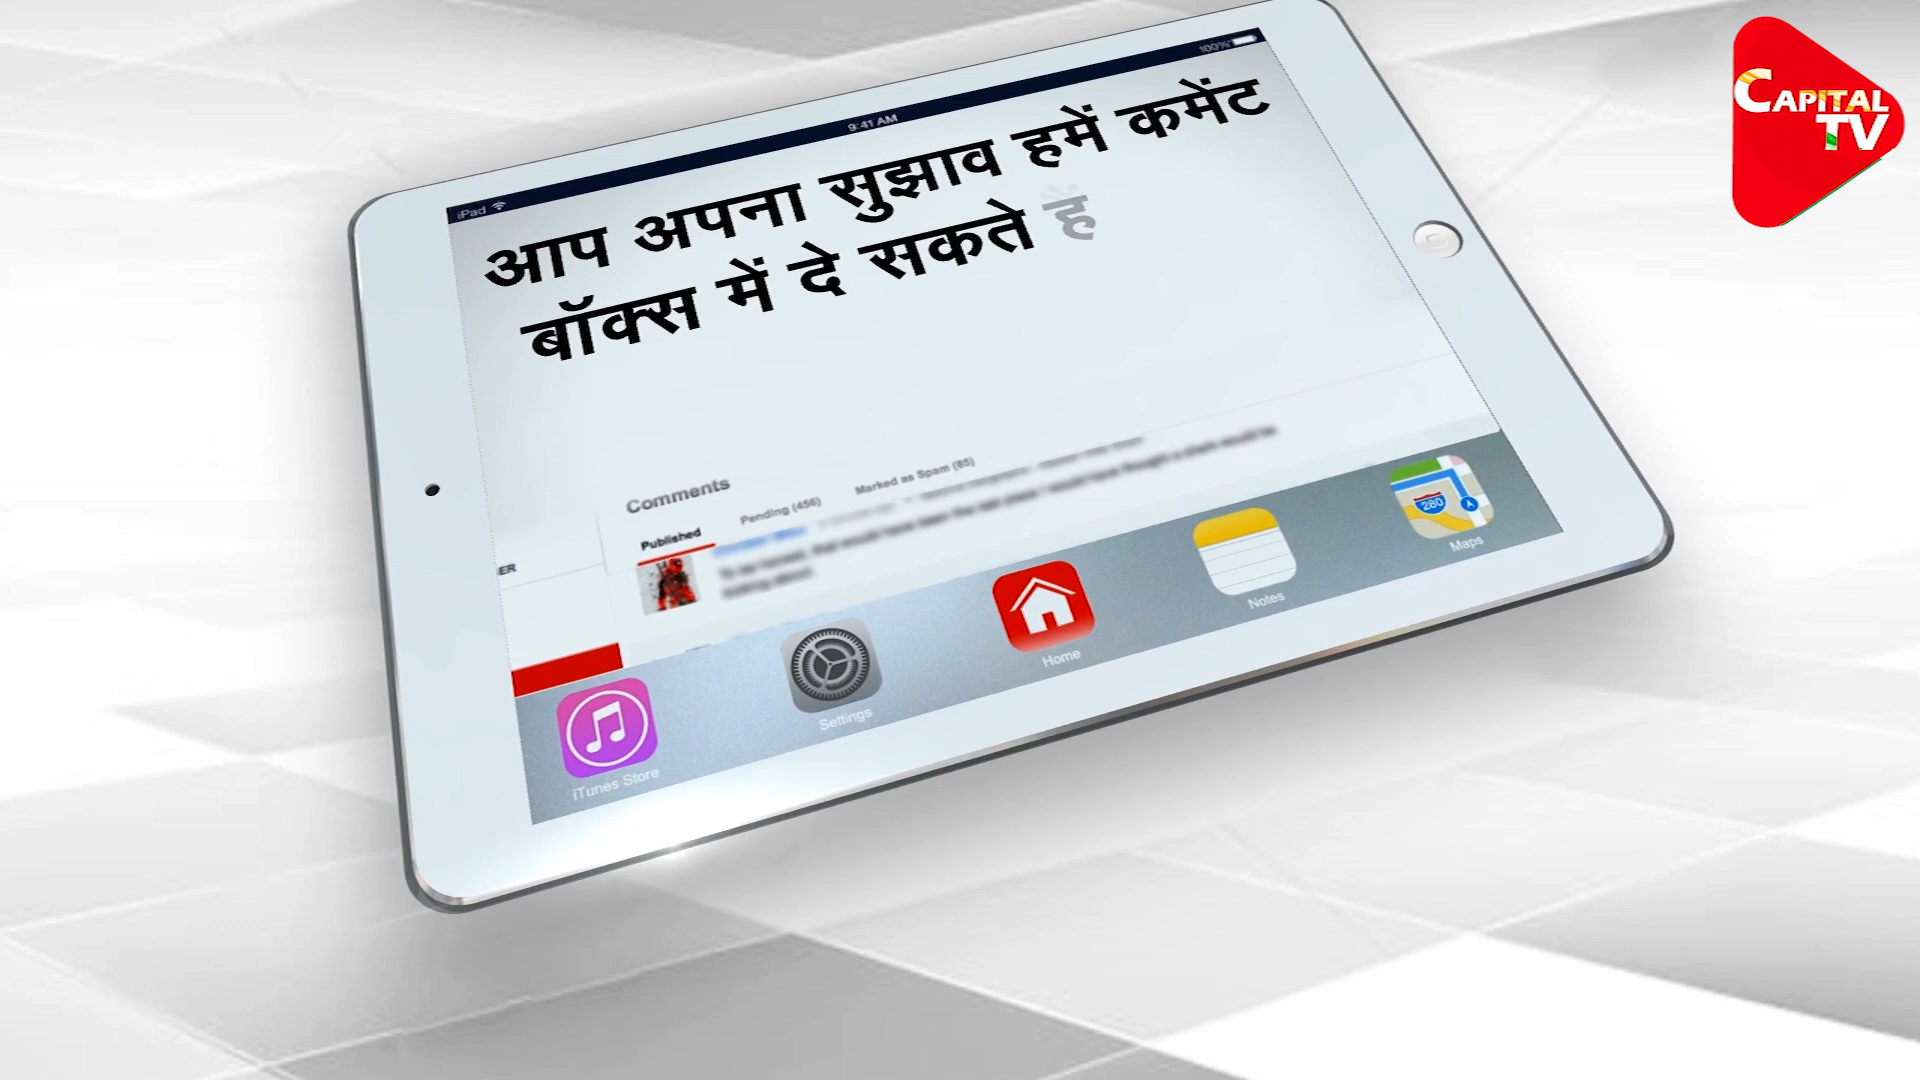 CAPITAL
TV
iPad
9:41 AM
100%
आप अपना सुझाव हमें कमेंट
बॉक्स में दे सकते हैं
Comments
Published
Pending (456)
Marked as Spam (85)
ER
iTunes Store
Settings
Home
Notes
280
Maps